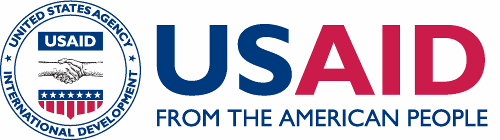 UNITED STATES AGENCY
USAID
INTERNATIONAL DEVELOPMENT
USAID
FROM THE AMERICAN PEOPLE